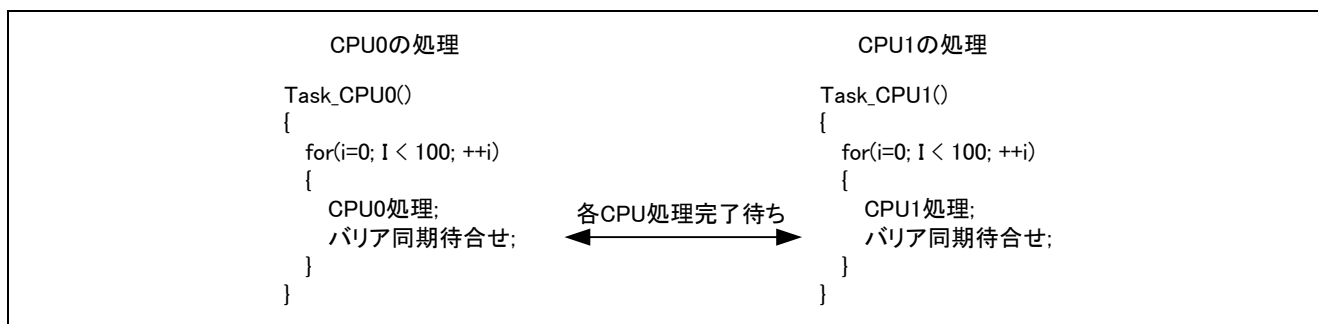 CPU0の処理
Task_CPU0()
{
for(i=0; I < 100; ++i)
{
CPU0処理;
バリア同期待合せ;
}
}
各CPU処理完了待ち
CPU1の処理
Task_CPU1()
{
for(i=0; I < 100; ++i)
{
CPU1処理;
バリア同期待合せ;
}
}